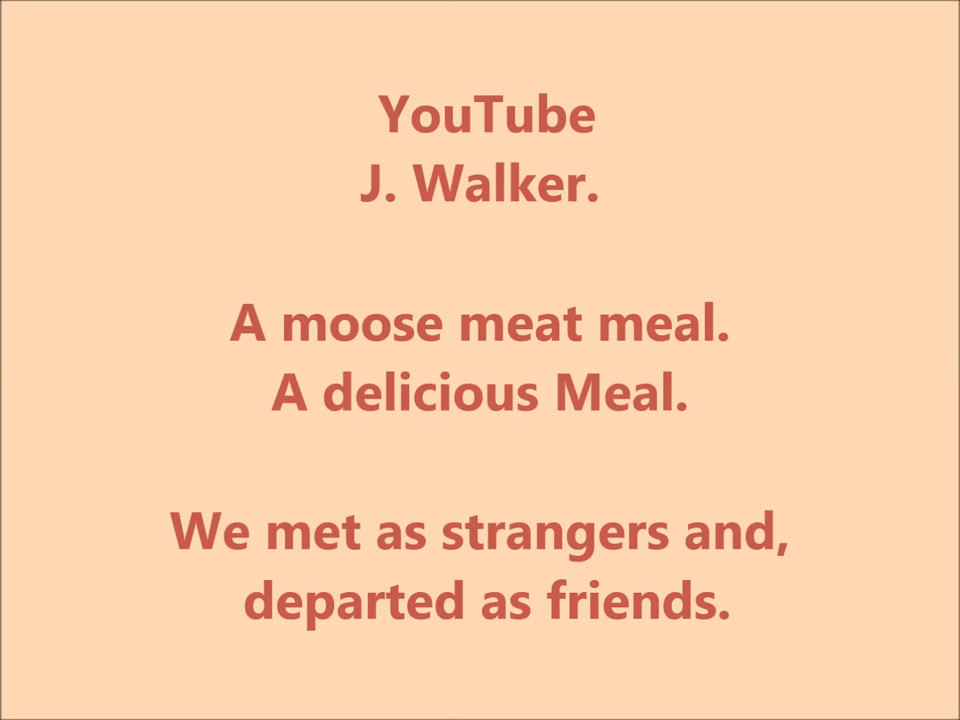 YouTube
J. Walker.
A moose meat meal.
A delicious Meal.
We met as strangers and,
departed as friends.